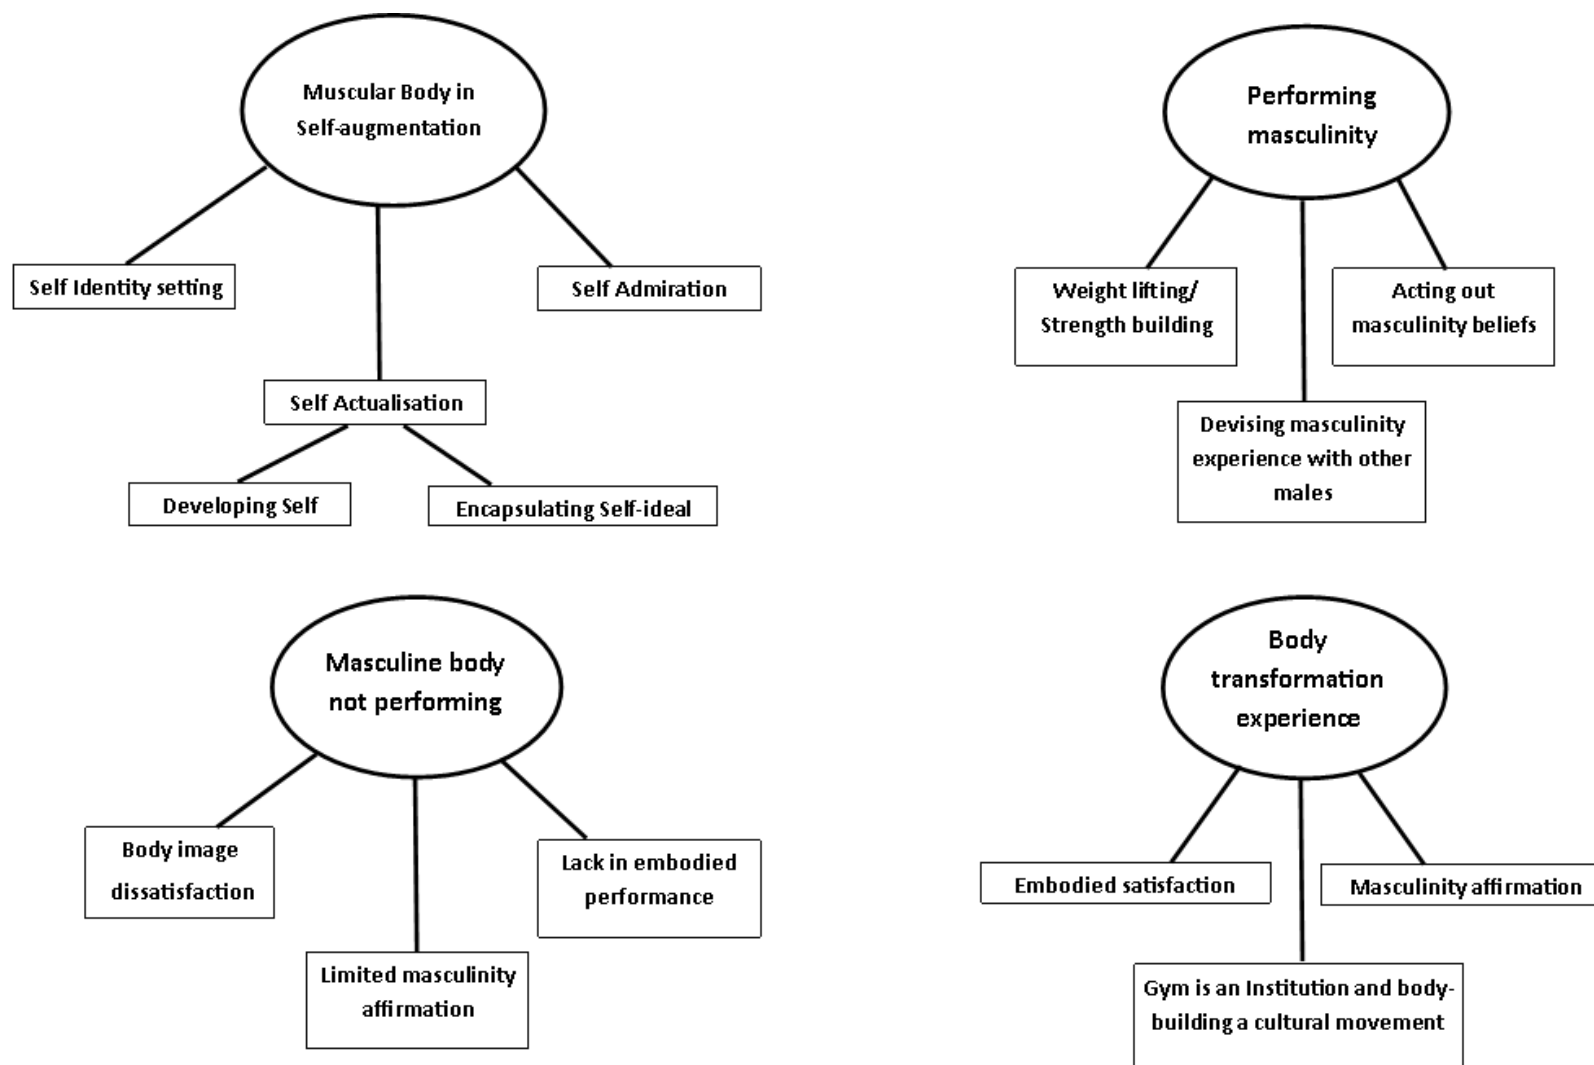 Muscular Body in
Self-augmentation
Self Identity setting
Self Admiration
Self Actualisation
Developing Self
Encapsulating Self-ideal
Performing
masculinity
Weight lifting/
Strength building
Acting out
masculinity beliefs
Devising masculinity
experience with other
males
Masculine body
not performing
Body image
dissatisfaction
Lack in embodied
performance
Limited masculinity
affirmation
Body
transformation
experience
Embodied satisfaction
Masculinity affirmation
Gym is an Institution and body-
building a cultural movement